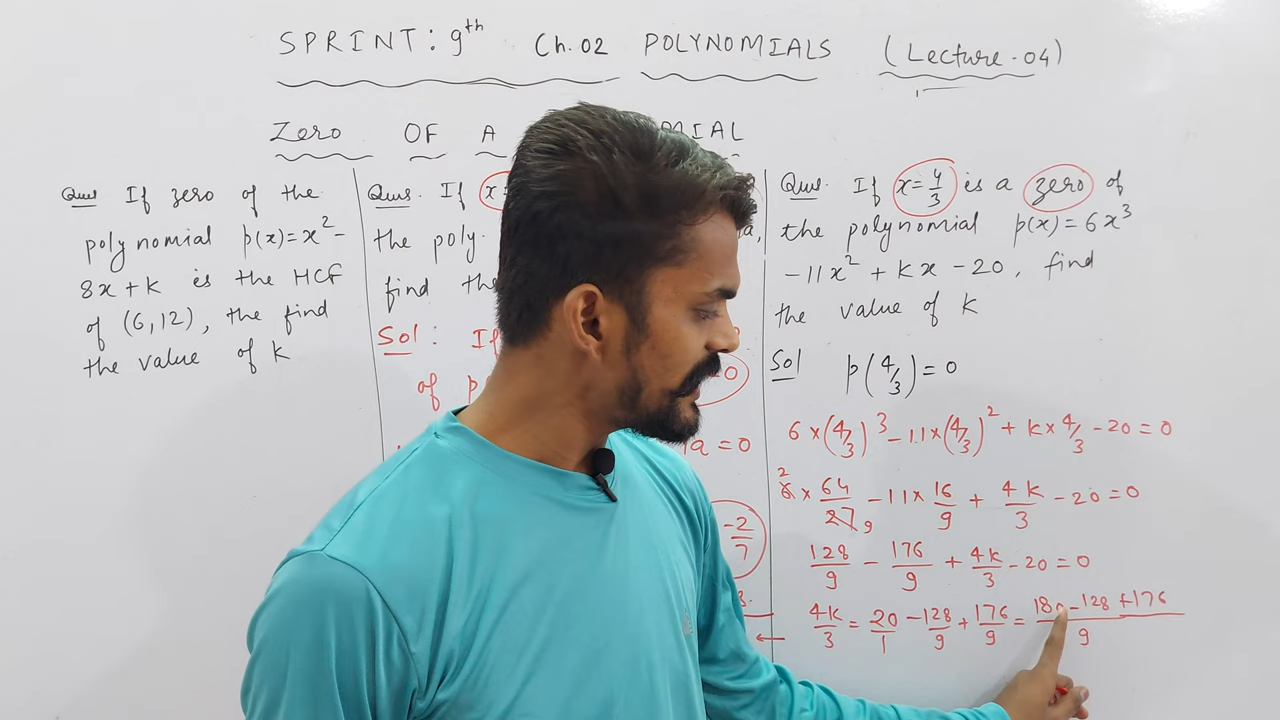 SPRINT: 9th Ch.02 POLYNOMIALS (Lecture-04)
Zero OF A MIAL
Ques If zero of the
polynomial p(x)=x²-
8x+k is the HCF
of (6,12), the find
the value of k
Ques. If x=
the poly.
find the
Sol: If
of p =0
a=0
-2/7
Ques. If x=4/3 is a zero of
the polynomial p(x)=6x³
-11x²+kx-20, find
the value of k
Sol p(4/3)=0
6×(4/3)³-11×(4/3)²+k×4/3-20=0
6 2×64/27 9-11×16/9+4k/3-20=0
128/9-176/9+4k/3-20=0
4k/3=20/1-128/9+176/9=180-128+176/9